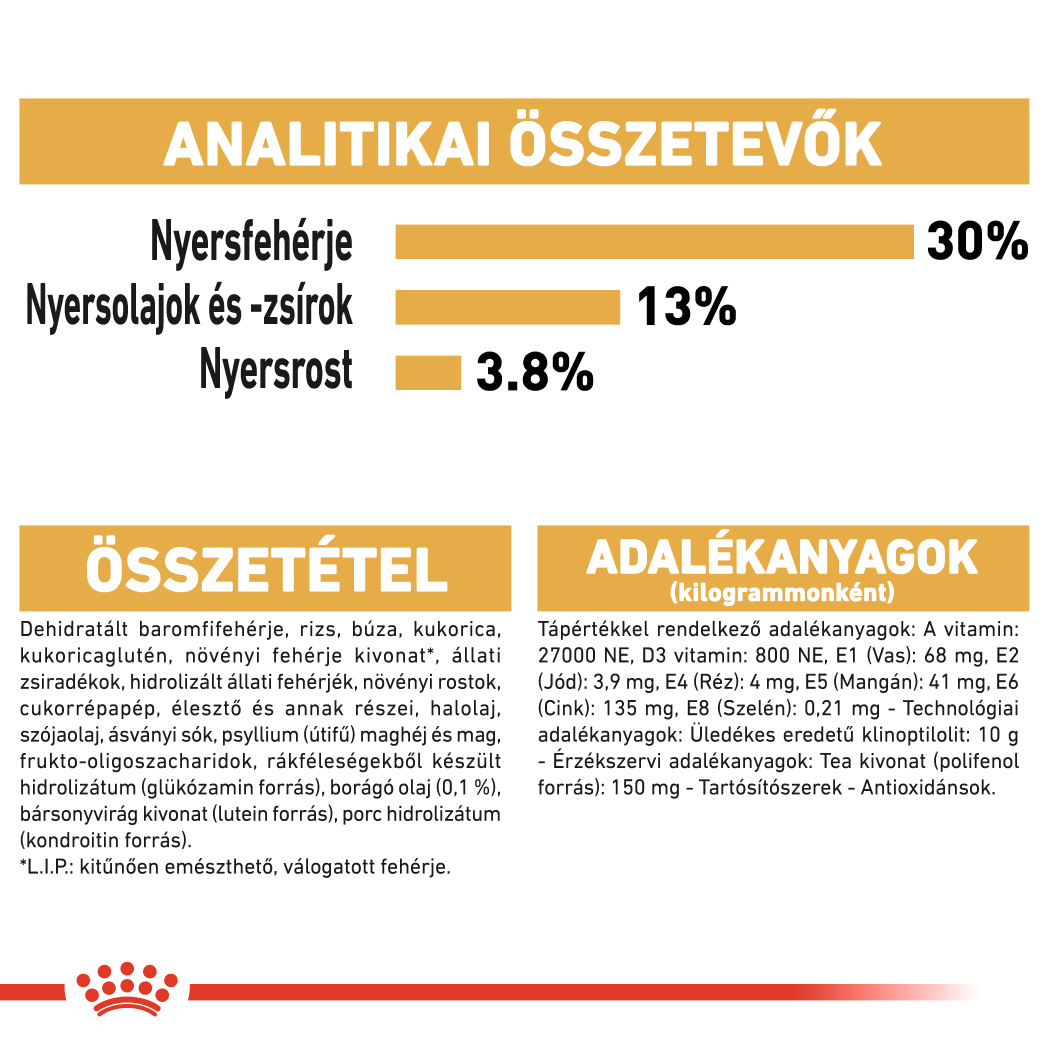 ANALITIKAI ÖSSZETEVŐK
Nyersfehérje 30%
Nyersolajok és -zsírok 13%
Nyersrost 3.8%
ÖSSZETÉTEL
Dehidratált baromfifehérje, rizs, búza, kukorica,
kukoricaglutén, növényi fehérje kivonat*, állati
zsiradékok, hidrolizált állati fehérjék, növényi rostok,
cukorrépapép, élesztő és annak részei, halolaj,
szójaolaj, ásványi sók, psyllium (útifű) maghéj és mag,
frukto-oligoszacharidok, rákféleségekből készült
hidrolizátum (glükózamin forrás), borágó olaj (0,1 %),
bársonyvirág kivonat (lutein forrás), porc hidrolizátum
(kondroitin forrás).
*L.I.P.: kitűnően emészthető, válogatott fehérje.
ADALÉKANYAGOK
(kilogrammonként)
Tápértékkel rendelkező adalékanyagok: A vitamin:
27000 NE, D3 vitamin: 800 NE, E1 (Vas): 68 mg, E2
(Jód): 3,9 mg, E4 (Réz): 4 mg, E5 (Mangán): 41 mg, E6
(Cink): 135 mg, E8 (Szelén): 0,21 mg - Technológiai
adalékanyagok: Üledékes eredetű klinoptilolit: 10 g
- Érzékszervi adalékanyagok: Tea kivonat (polifenol
forrás): 150 mg - Tartósítószerek - Antioxidánsok.